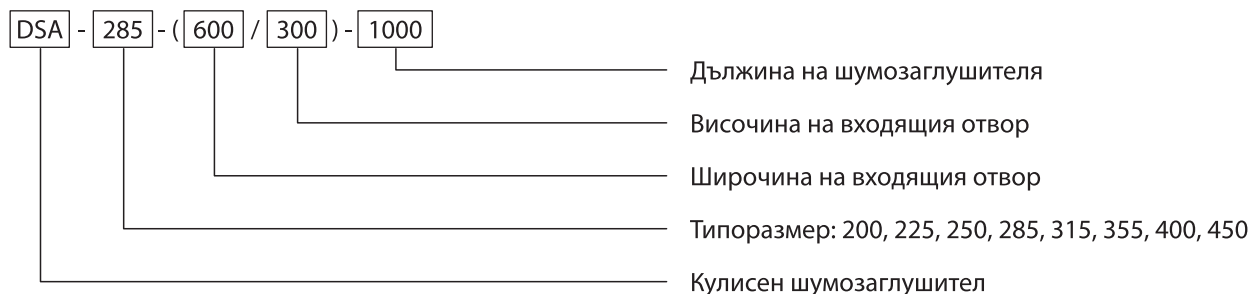 DSA - 285 - ( 600 / 300 ) - 1000
Дължина на шумозаглушителя
Височина на входящия отвор
Широчина на входящия отвор
Типоразмер: 200, 225, 250, 285, 315, 355, 400, 450
Кулисен шумозаглушител